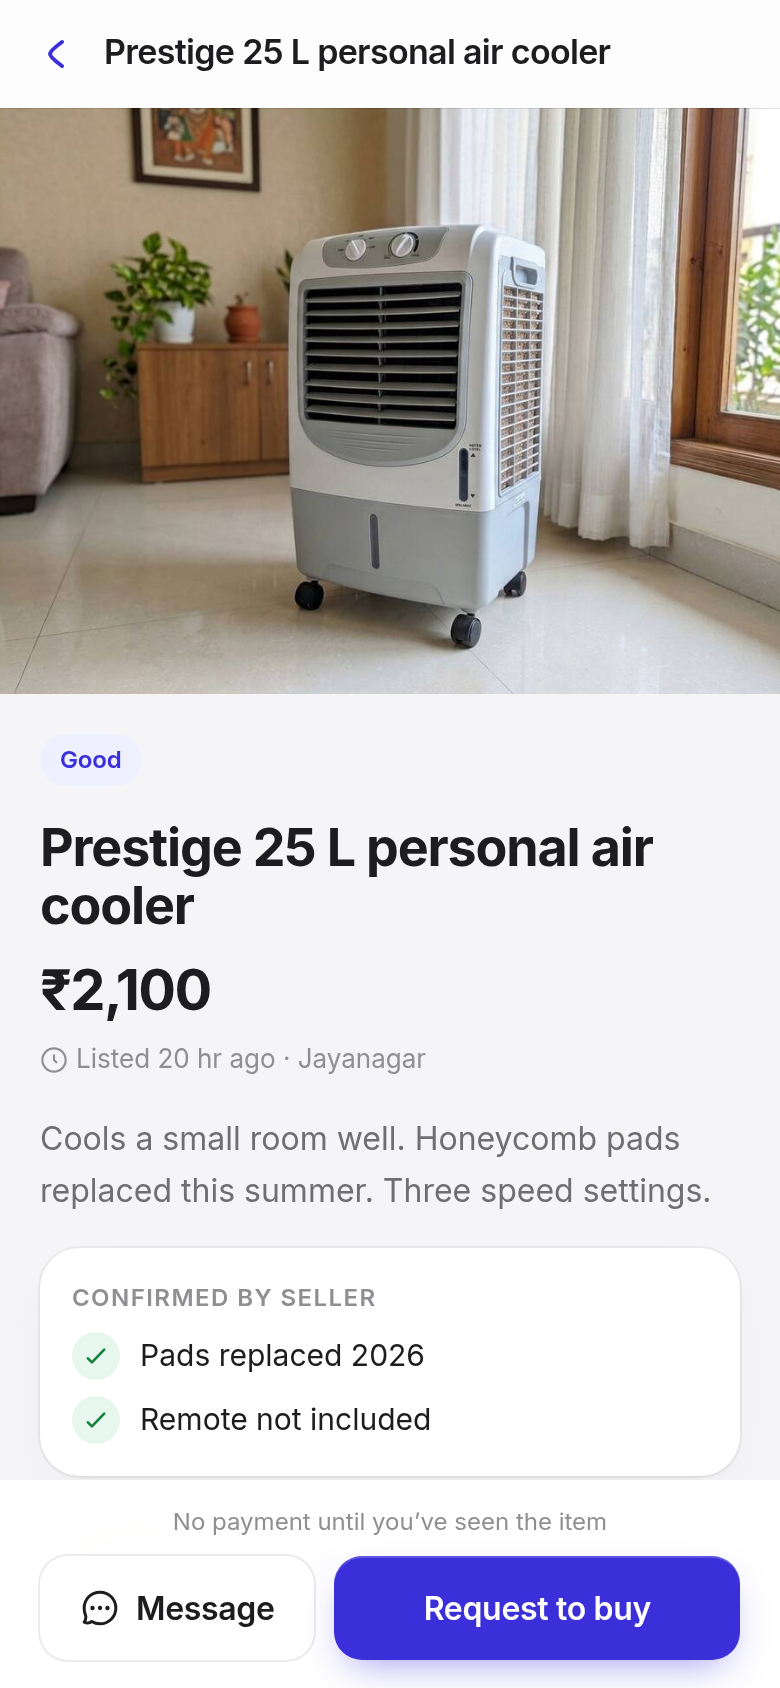 Prestige 25 L personal air cooler
Good
Prestige 25 L personal air
cooler
₹2,100
Listed 20 hr ago · Jayanagar
Cools a small room well. Honeycomb pads
replaced this summer. Three speed settings.
CONFIRMED BY SELLER
Pads replaced 2026
Remote not included
No payment until you’ve seen the item
Message
Request to buy